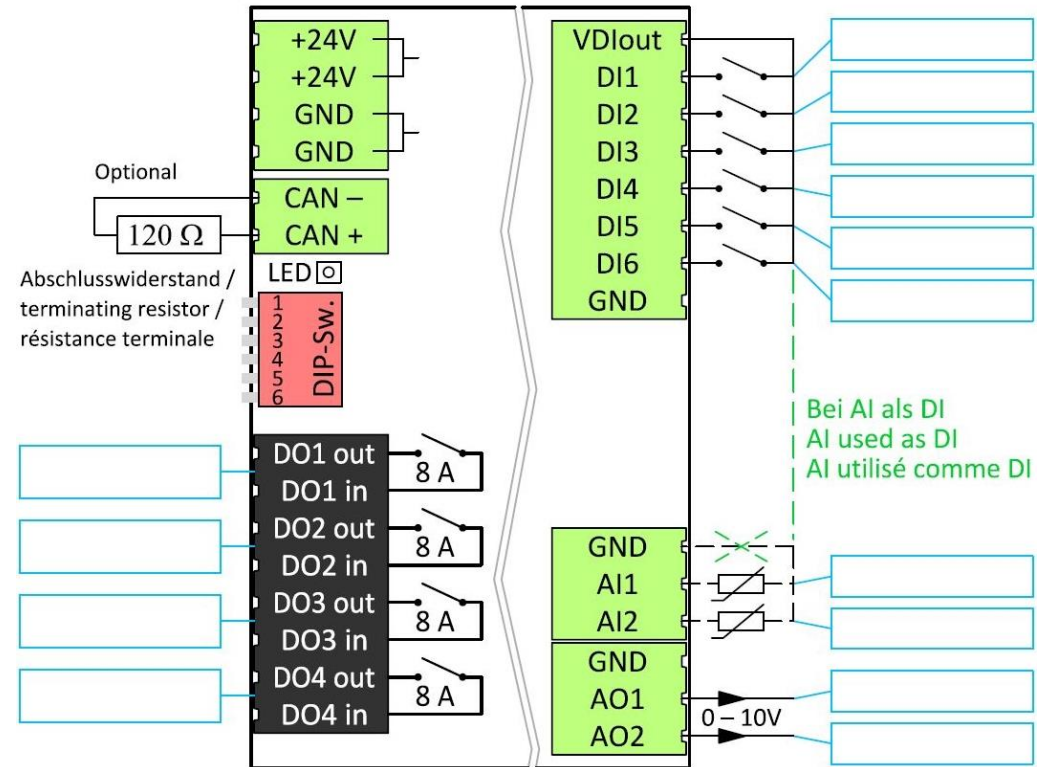 +24V
+24V
GND
GND
Optional
CAN –
CAN +
120 Ω
Abschlusswiderstand /
terminating resistor /
résistance terminale
LED
1
2
3
4
5
6
DIP-Sw.
DO1 out
DO1 in
8 A
DO2 out
DO2 in
8 A
DO3 out
DO3 in
8 A
DO4 out
DO4 in
8 A
VDIout
DI1
DI2
DI3
DI4
DI5
DI6
GND
Bei AI als DI
AI used as DI
AI utilisé comme DI
GND
AI1
AI2
GND
AO1
AO2
0 – 10V